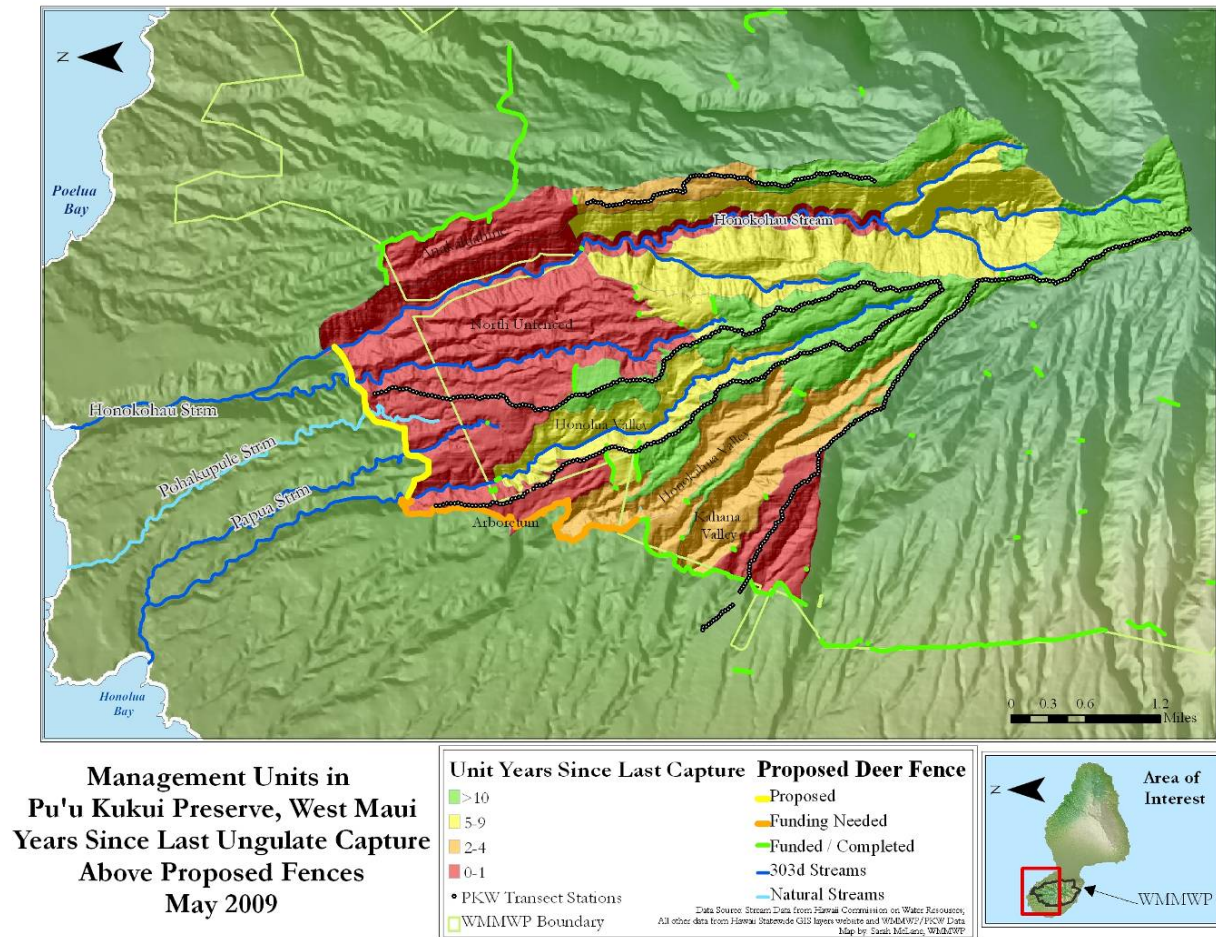 N
Poelua
Bay
Honokohau Stream
North Unfenced
Honokohau Strm
Pohakupule Strm
Honolua Valley
Papua Strm
Honokahua Valley
Arboretum
Kahana
Valley
Honolua
Bay
0 0.3 0.6 1.2
Miles
Management Units in
Pu'u Kukui Preserve, West Maui
Years Since Last Ungulate Capture
Above Proposed Fences
May 2009
Unit Years Since Last Capture
>10
5-9
2-4
0-1
PKW Transect Stations
WMMWP Boundary
Proposed Deer Fence
Proposed
Funding Needed
Funded / Completed
303d Streams
Natural Streams
Data Source: Stream Data from Hawaii Commission on Water Resources,
All other data from Hawaii Statewide GIS layers website and WMMWP/PKW Data
Map by: Sarah McLane, WMMWP
N
Area of
Interest
WMMWP